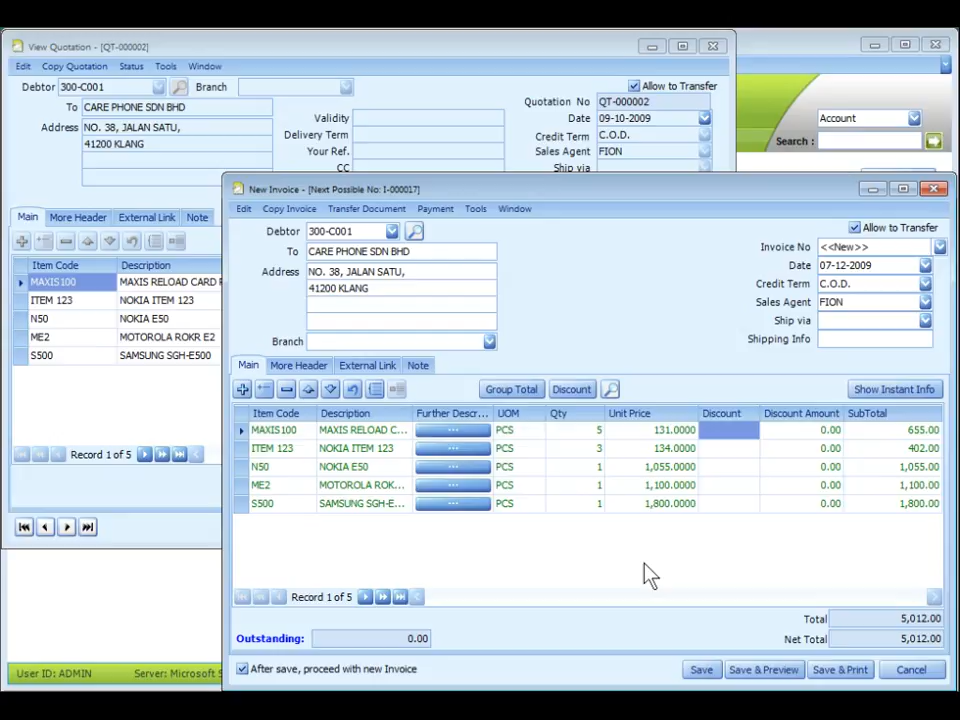 View Quotation - [QT-000002]
Edit Copy Quotation Status Tools Window
Debtor 300-C001 Branch Allow to Transfer
To CARE PHONE SDN BHD
Quotation No QT-000002
Address NO. 38, JALAN SATU,
Validity
Date 09-10-2009
41200 KLANG
Delivery Term
Credit Term C.O.D.
Your Ref.
Sales Agent FION
CC
Ship via
Account
Search :
Main More Header External Link Note
Item Code Description
MAXIS100 MAXIS RELOAD CARD
ITEM 123 NOKIA ITEM 123
N50 NOKIA E50
ME2 MOTOROLA ROKR E2
S500 SAMSUNG SGH-E500
Record 1 of 5
User ID: ADMIN Server: Microsoft
New Invoice - [Next Possible No: I-000017]
Edit Copy Invoice Transfer Document Payment Tools Window
Debtor 300-C001 Allow to Transfer
To CARE PHONE SDN BHD
Invoice No <<New>>
Address NO. 38, JALAN SATU,
Date 07-12-2009
41200 KLANG
Credit Term C.O.D.
Sales Agent FION
Ship via
Branch
Shipping Info
Main More Header External Link Note
Group Total Discount Show Instant Info
Item Code Description Further Descr... UOM Qty Unit Price Discount Discount Amount SubTotal
MAXIS100 MAXIS RELOAD C... ... PCS 5 131.0000 0.00 655.00
ITEM 123 NOKIA ITEM 123 ... PCS 3 134.0000 0.00 402.00
N50 NOKIA E50 ... PCS 1 1,055.0000 0.00 1,055.00
ME2 MOTOROLA ROK... ... PCS 1 1,100.0000 0.00 1,100.00
S500 SAMSUNG SGH-E... ... PCS 1 1,800.0000 0.00 1,800.00
Record 1 of 5
Total 5,012.00
Outstanding: 0.00 Net Total 5,012.00
After save, proceed with new Invoice Save Save & Preview Save & Print Cancel